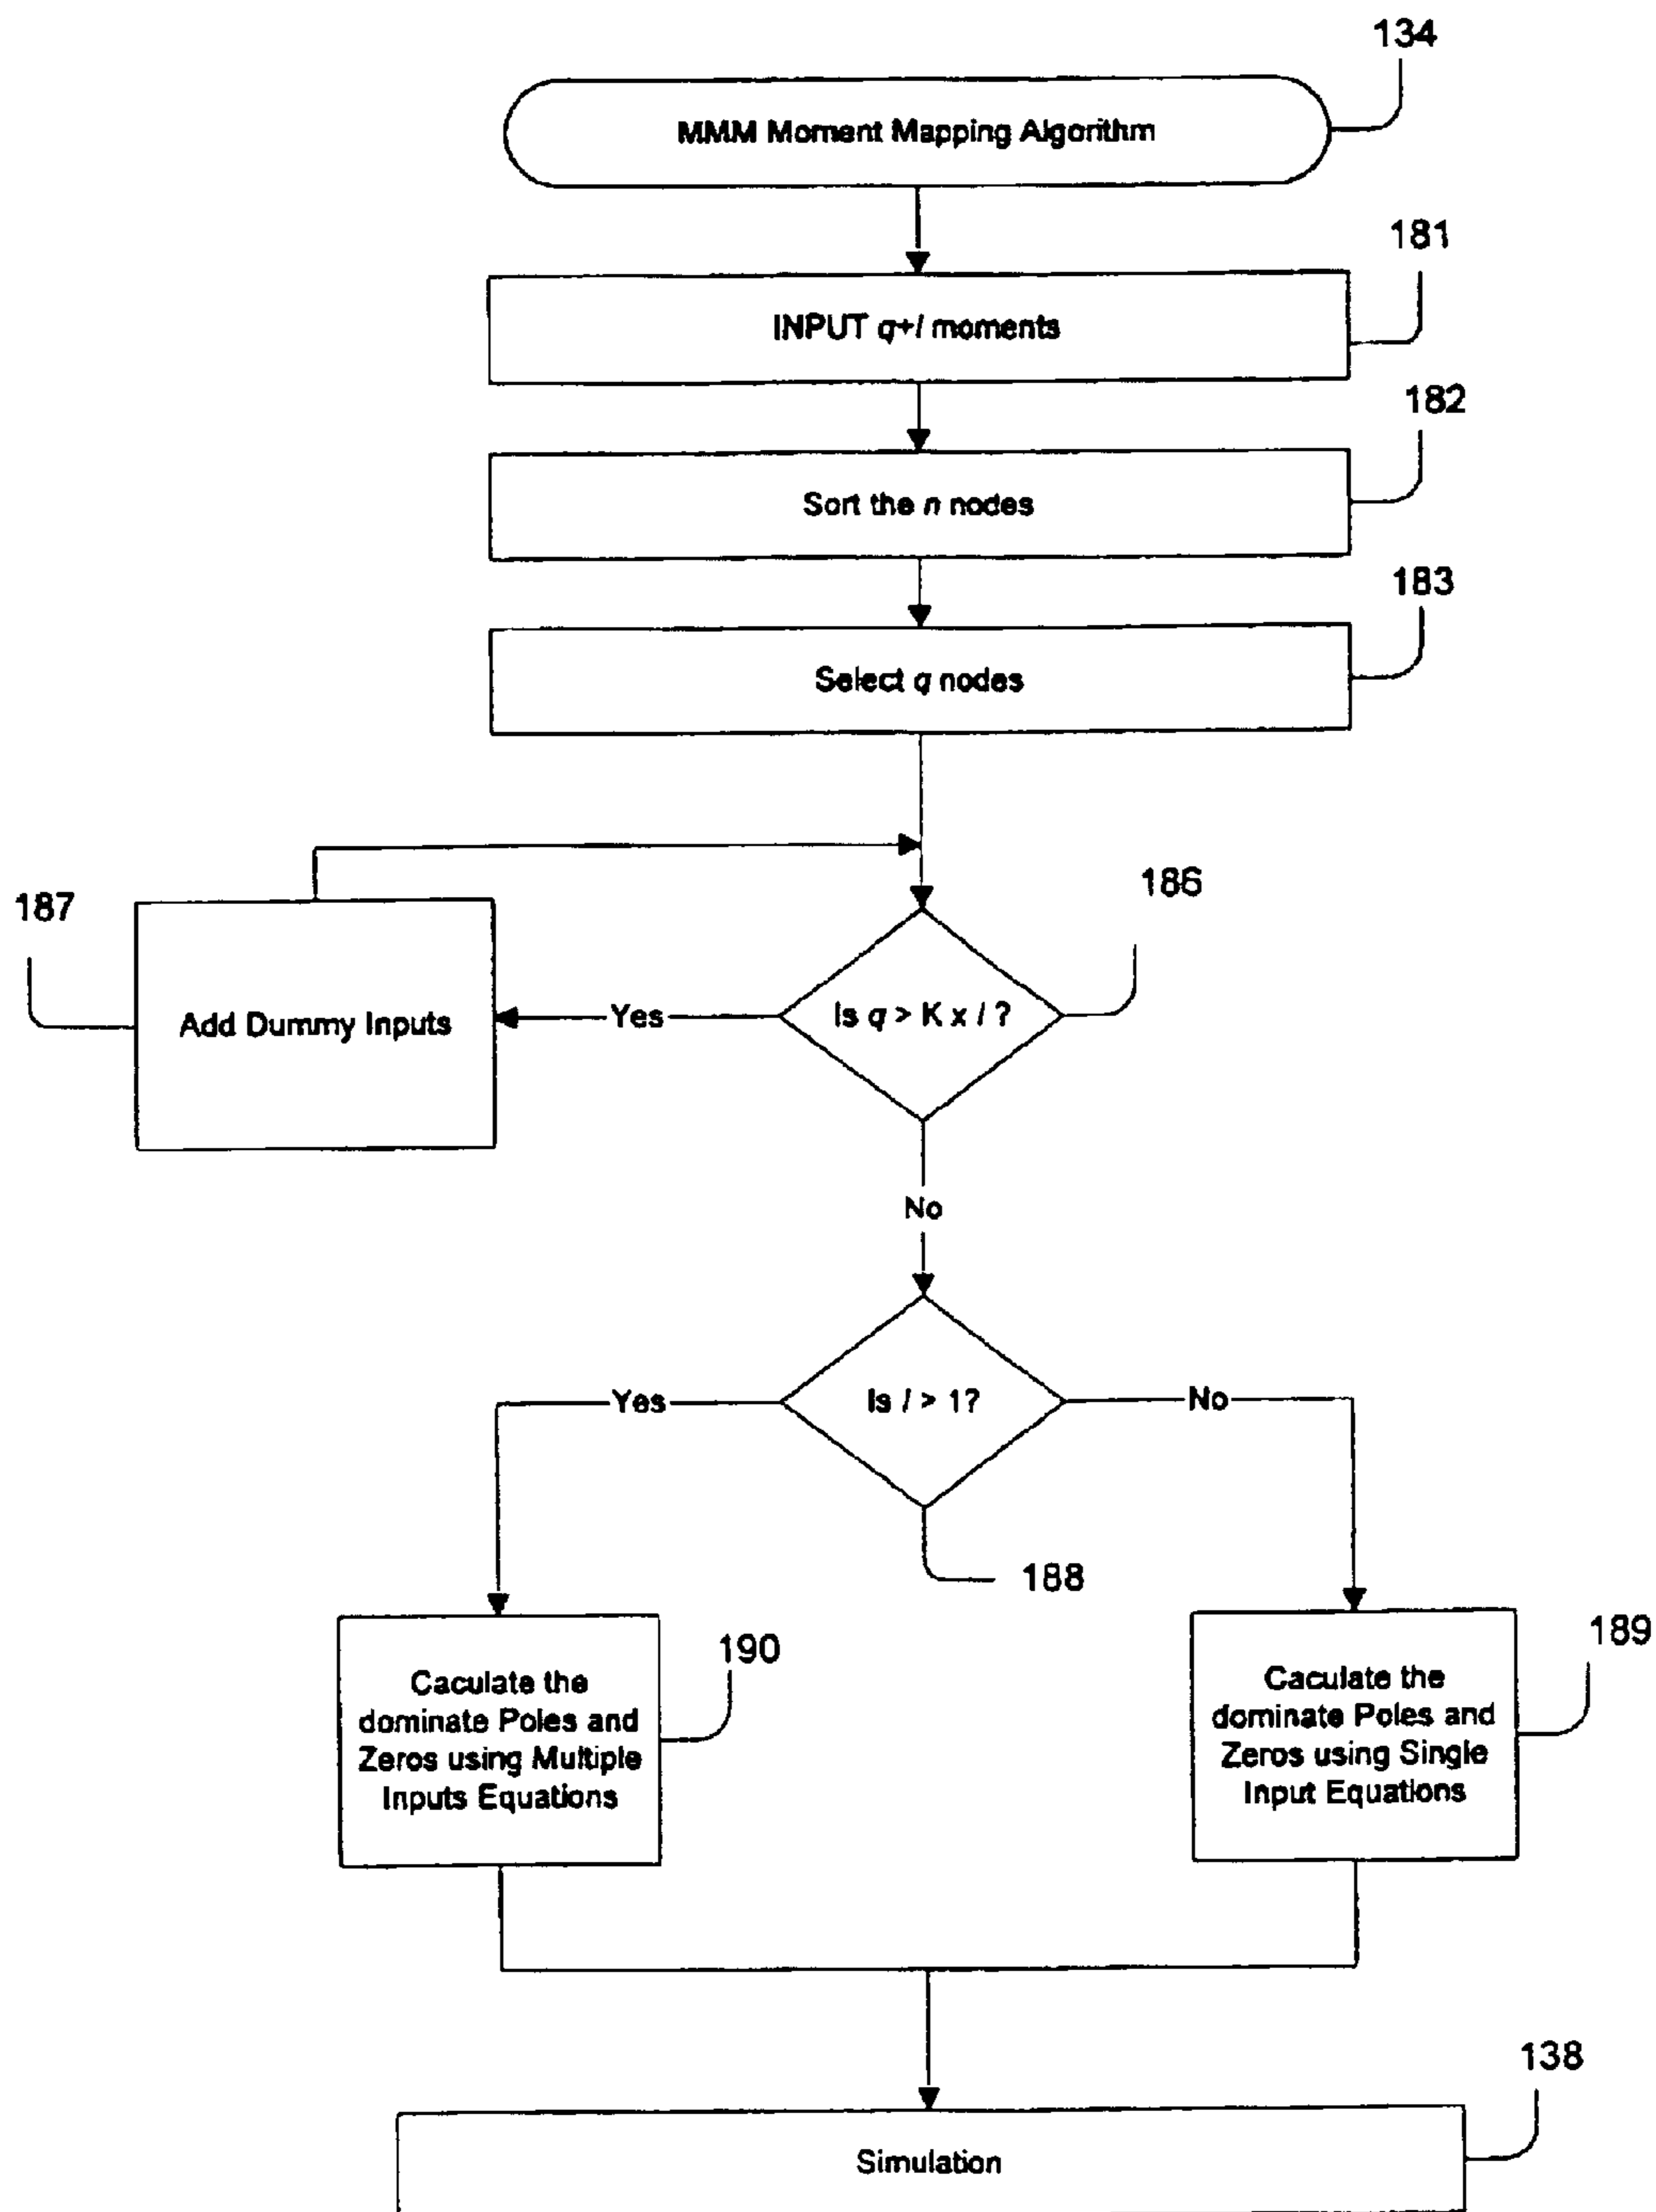 134
MMM Moment Mapping Algorithm
181
INPUT q+l moments
182
Sort the n nodes
183
Select q nodes
187
186
Add Dummy Inputs
Yes
Is q > K x l ?
No
Yes
Is l > 1?
No
188
190
189
Caculate the
dominate Poles and
Zeros using Multiple
Inputs Equations
Caculate the
dominate Poles and
Zeros using Single
Input Equations
138
Simulation